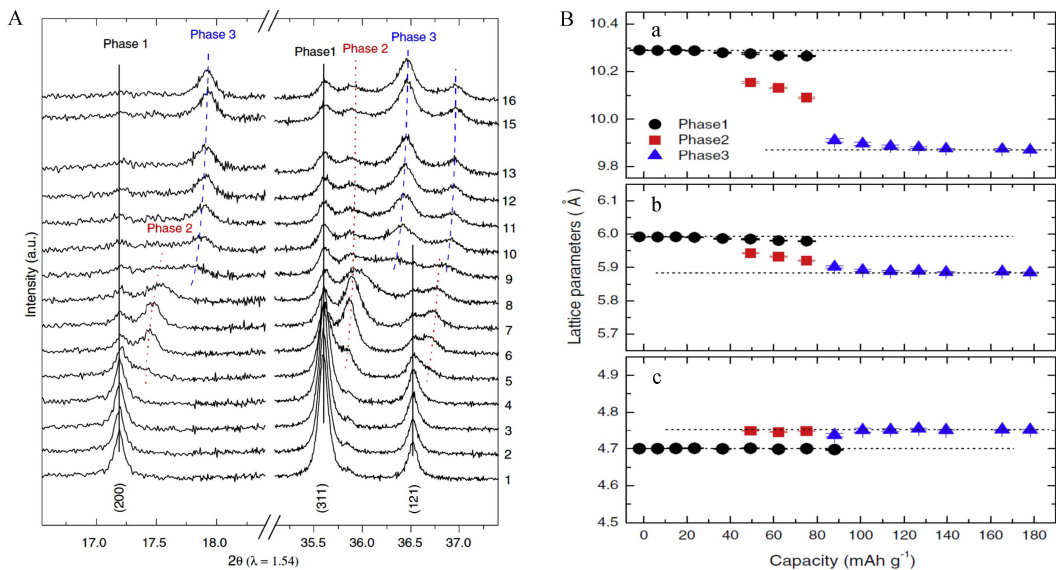 A
Phase 1
Phase 3
Phase1
Phase 2
Phase 3
Phase 2
Intensity (a.u.)
16
15
13
12
11
10
9
8
7
6
5
4
3
2
1
(200)
(311)
(121)
17.0
17.5
18.0
35.5
36.0
36.5
37.0
2θ (λ = 1.54)
B
a
10.4
10.2
10.0
9.8
Phase1
Phase2
Phase3
b
6.1
6.0
5.9
5.8
5.7
c
4.9
4.8
4.7
4.6
4.5
Lattice parameters (Å)
0
20
40
60
80
100
120
140
160
180
Capacity (mAh g⁻¹)